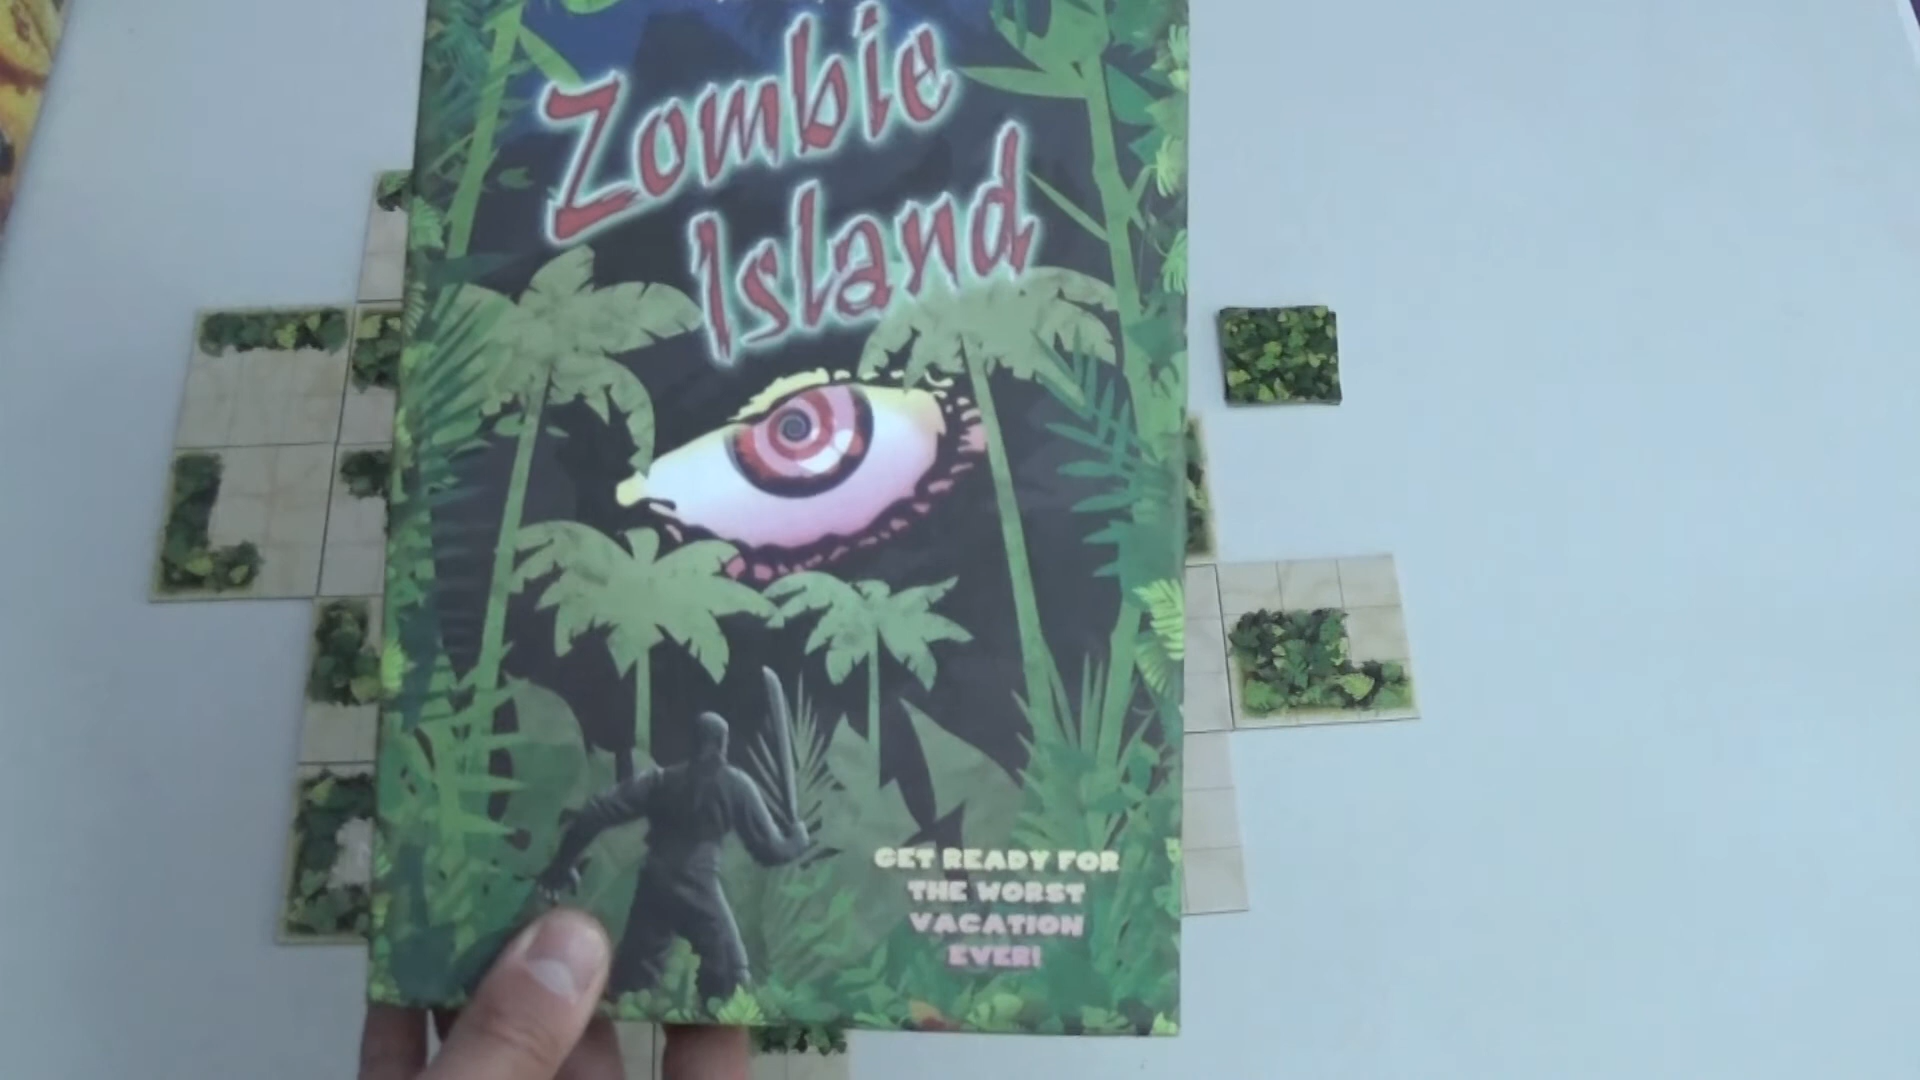 Zombie
Island
GET READY FOR
THE WORST
VACATION
EVER!